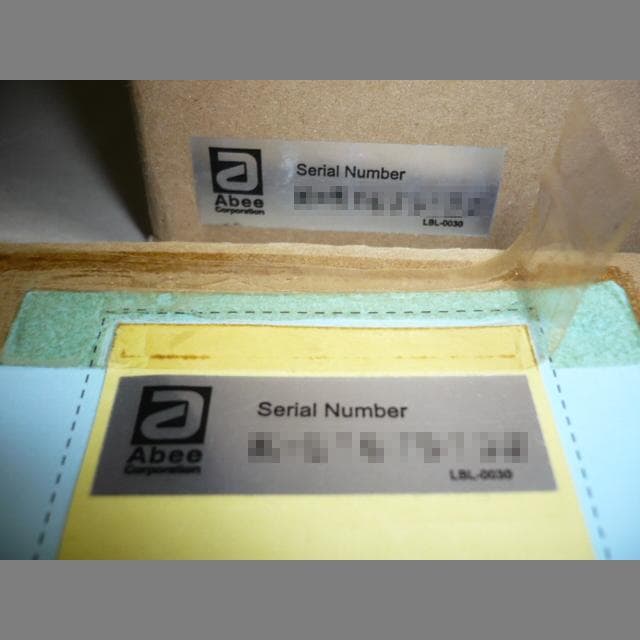 Abee
Corporation
Serial Number
LBL-0030
Abee
Corporation
Serial Number
LBL-0030